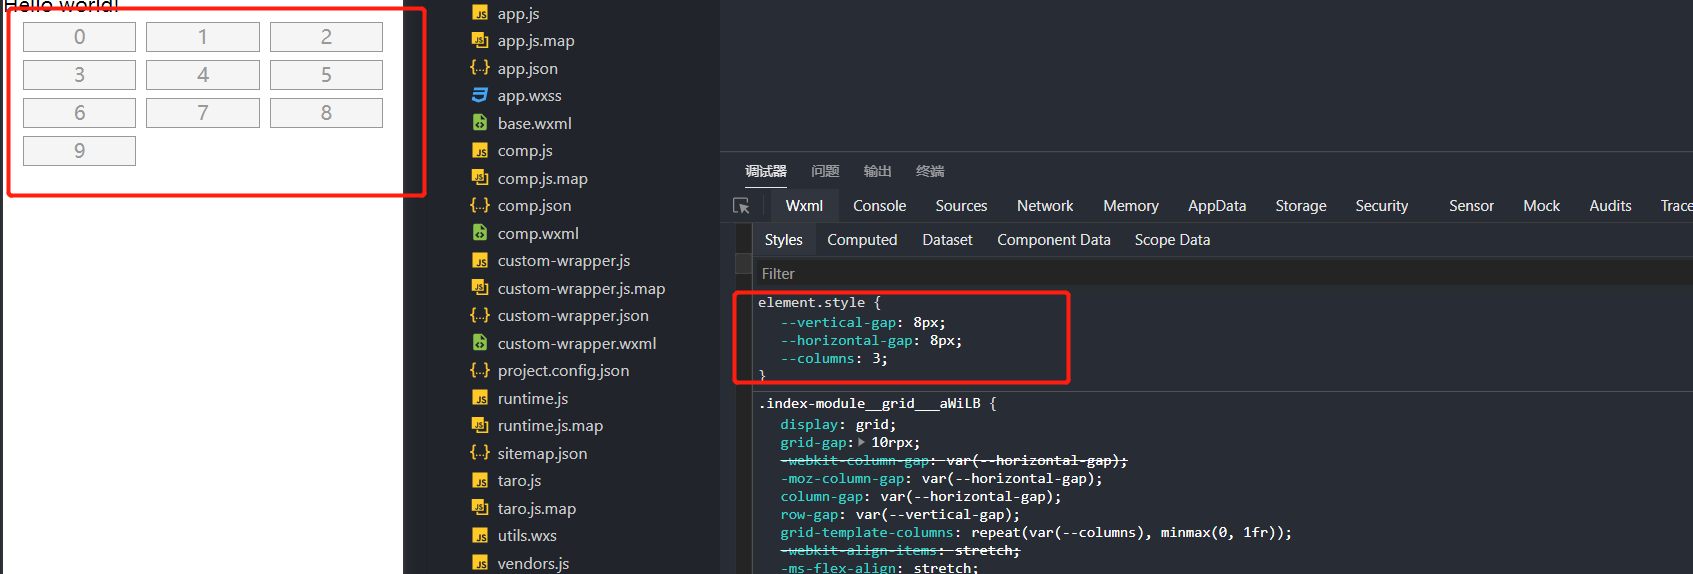 Hello world!
0 1 2
3 4 5
6 7 8
9
app.js
app.js.map
app.json
app.wxss
base.wxml
comp.js
comp.js.map
comp.json
comp.wxml
custom-wrapper.js
custom-wrapper.js.map
custom-wrapper.json
custom-wrapper.wxml
project.config.json
runtime.js
runtime.js.map
sitemap.json
taro.js
taro.js.map
utils.wxs
vendors.js
调试器 问题 输出 终端
Wxml Console Sources Network Memory AppData Storage Security Sensor Mock Audits Trace
Styles Computed Dataset Component Data Scope Data
Filter
element.style {
--vertical-gap: 8px;
--horizontal-gap: 8px;
--columns: 3;
}
.index-module__grid___aWiLB {
display: grid;
grid-gap: 10rpx;
-webkit-column-gap: var(--horizontal-gap);
-moz-column-gap: var(--horizontal-gap);
column-gap: var(--horizontal-gap);
row-gap: var(--vertical-gap);
grid-template-columns: repeat(var(--columns), minmax(0, 1fr));
-webkit-align-items: stretch;
-ms-flex-align: stretch;